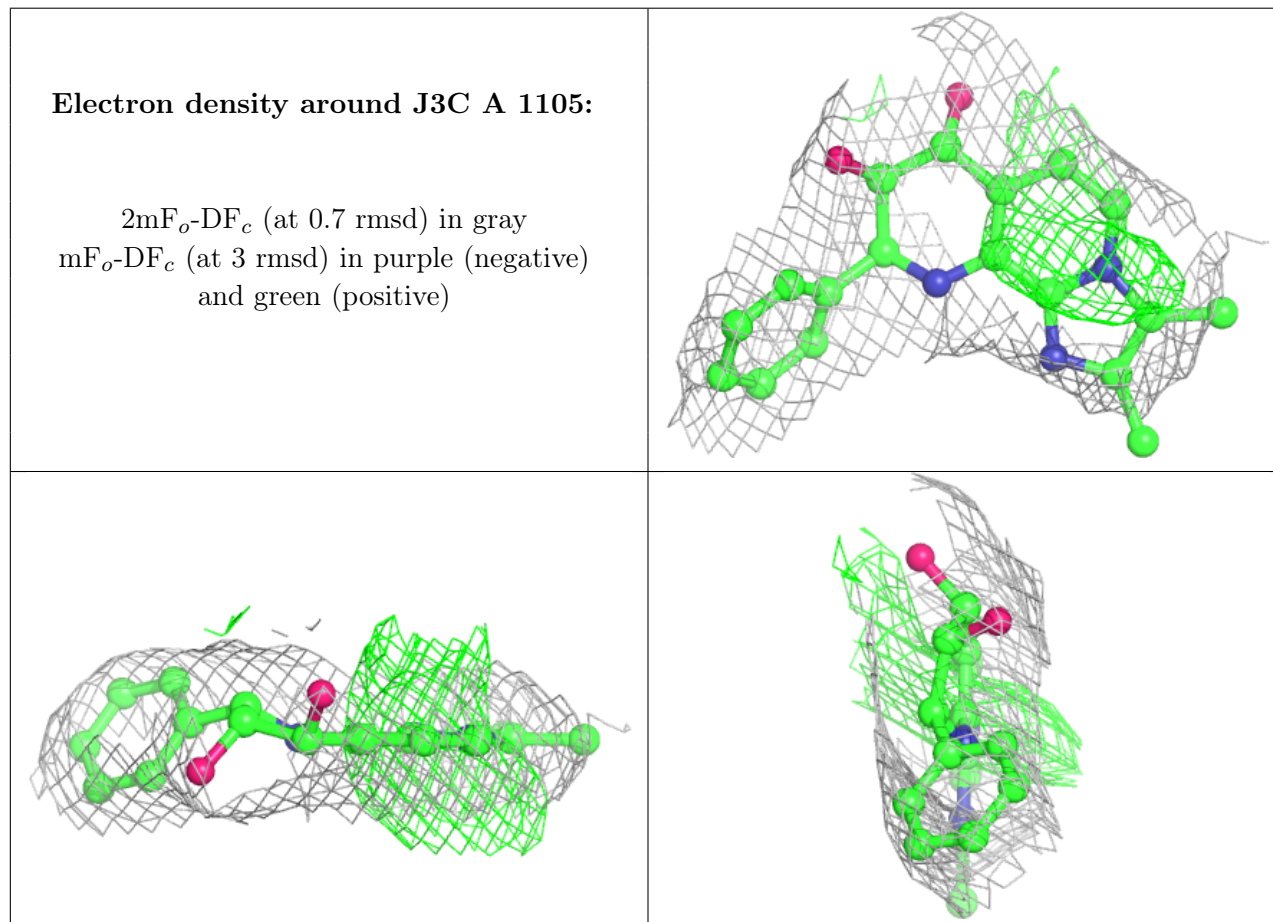 Electron density around J3C A 1105:
2mFo-DFc (at 0.7 rmsd) in gray
mFo-DFc (at 3 rmsd) in purple (negative)
and green (positive)